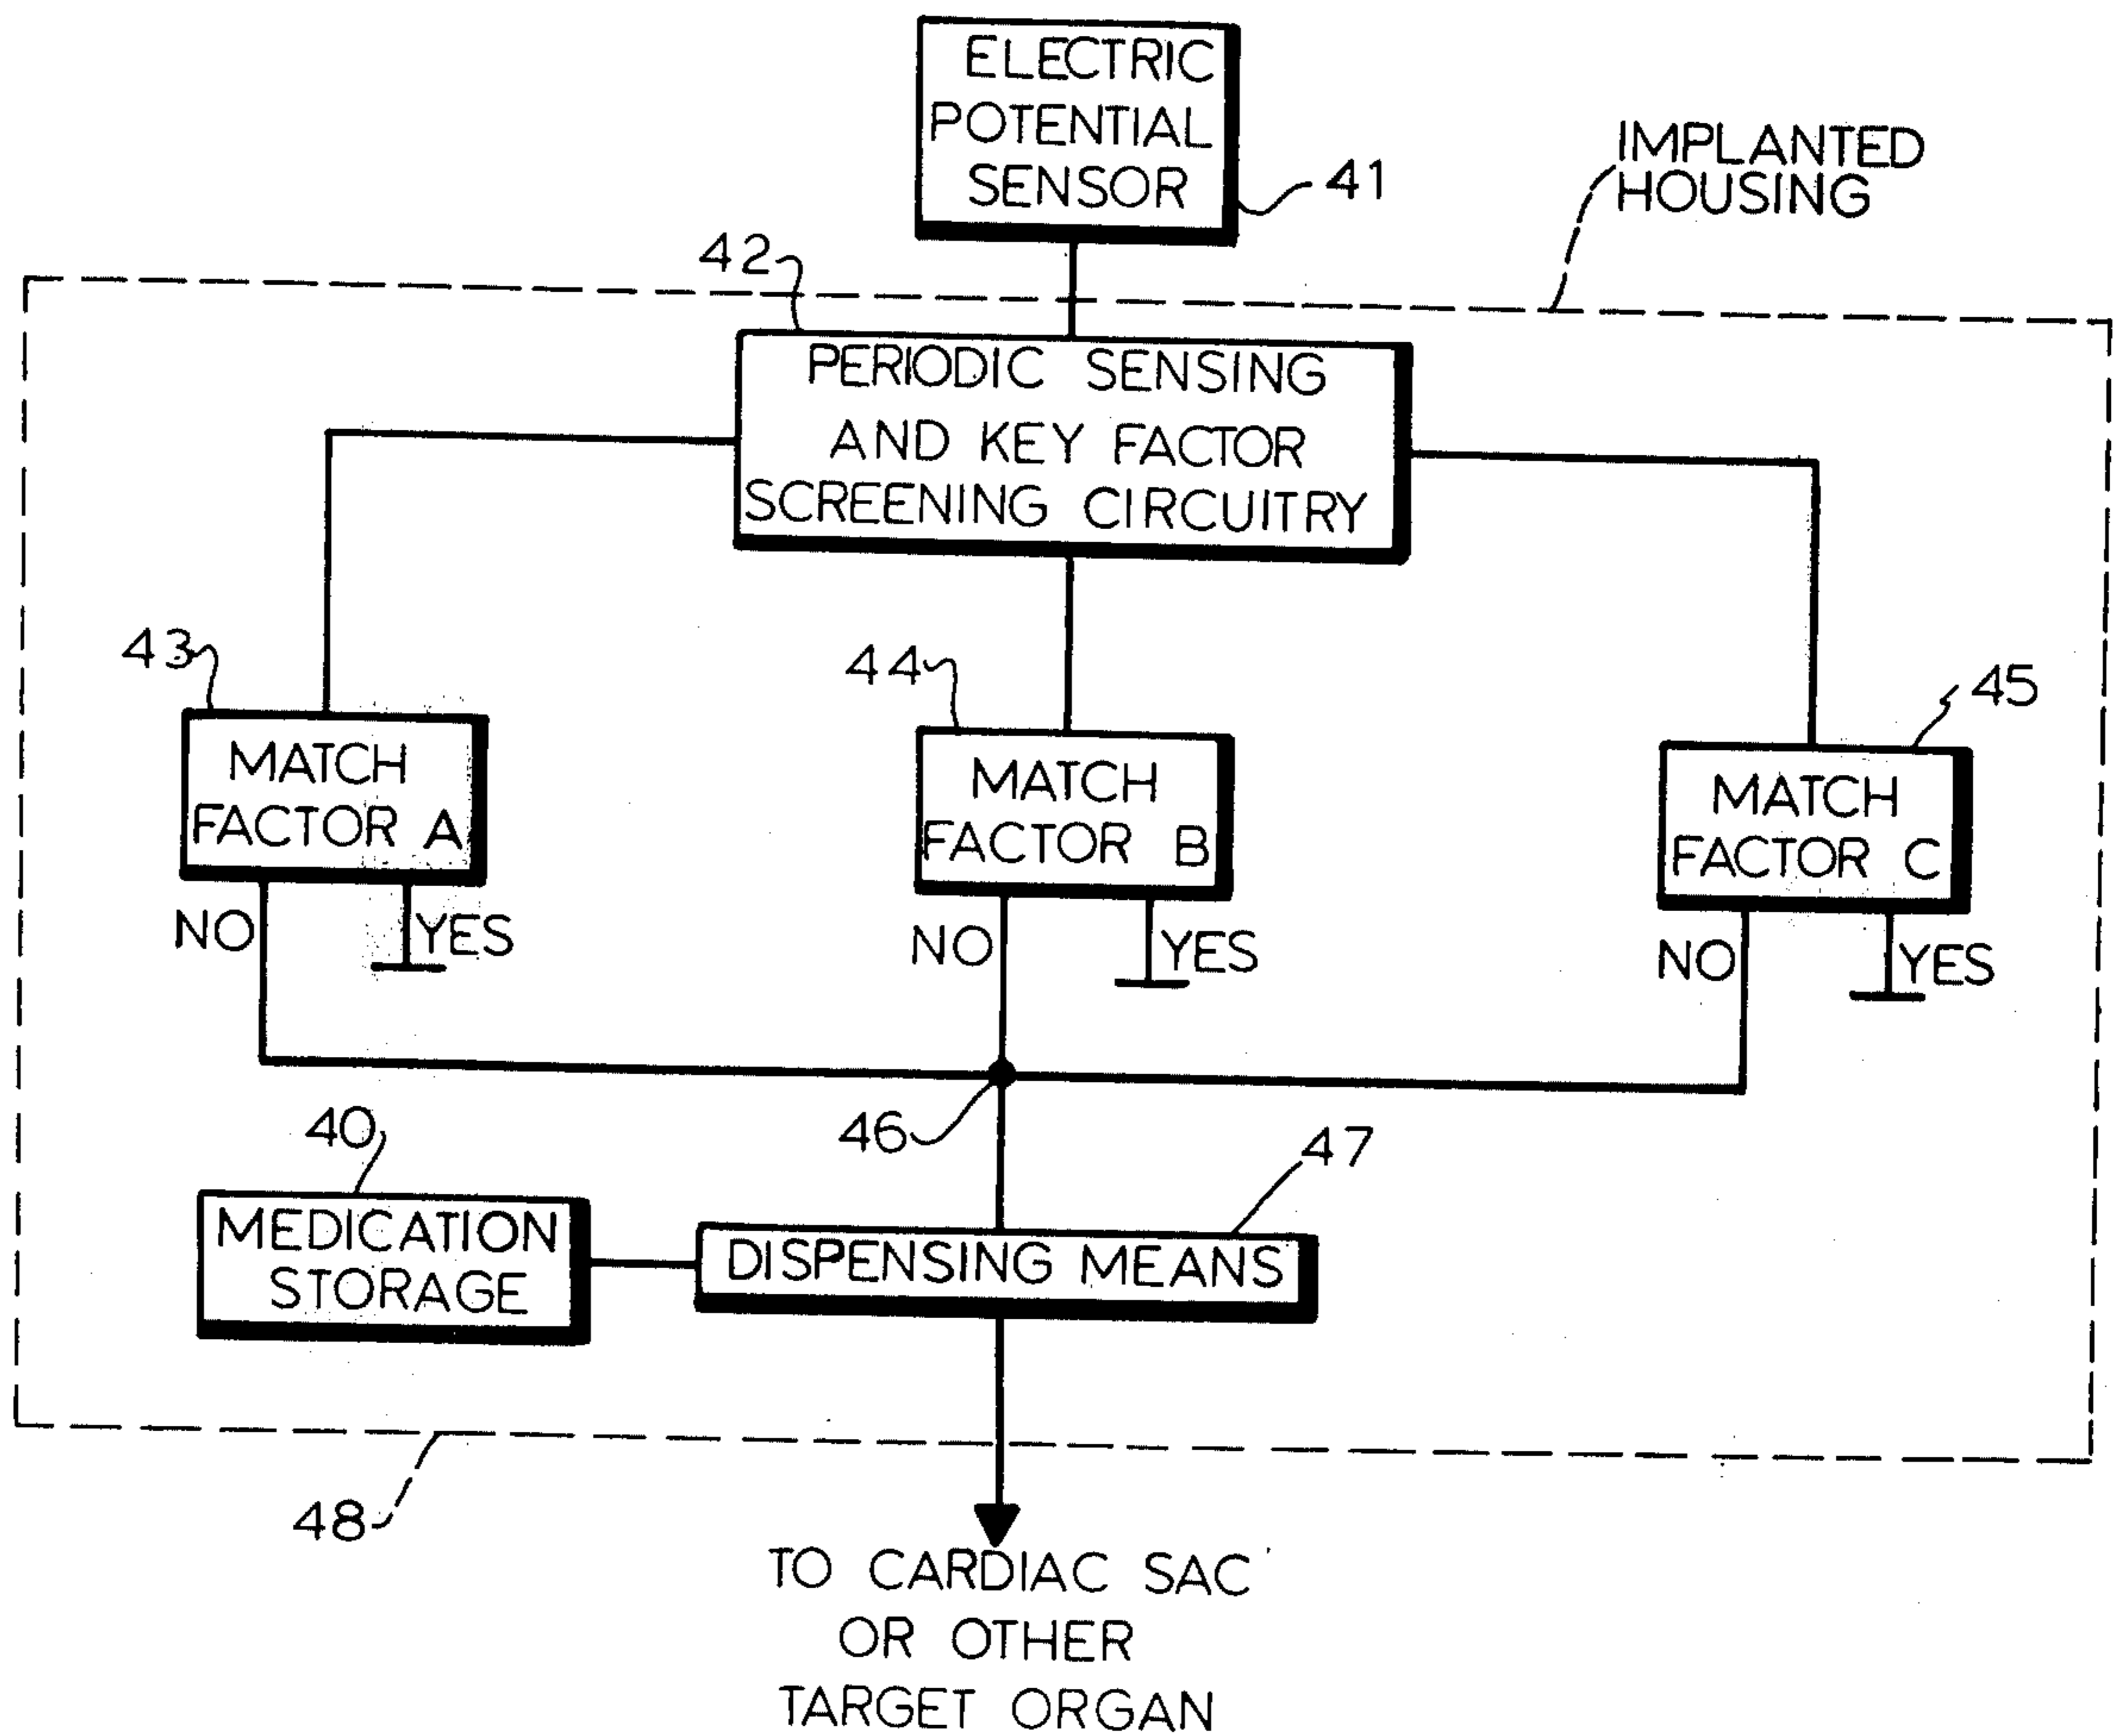 ELECTRIC
POTENTIAL
SENSOR
41
IMPLANTED
HOUSING
42
PERIODIC SENSING
AND KEY FACTOR
SCREENING CIRCUITRY
43
MATCH
FACTOR A
NO
YES
44
MATCH
FACTOR B
NO
YES
45
MATCH
FACTOR C
NO
YES
46
40
MEDICATION
STORAGE
47
DISPENSING MEANS
48
TO CARDIAC SAC
OR OTHER
TARGET ORGAN